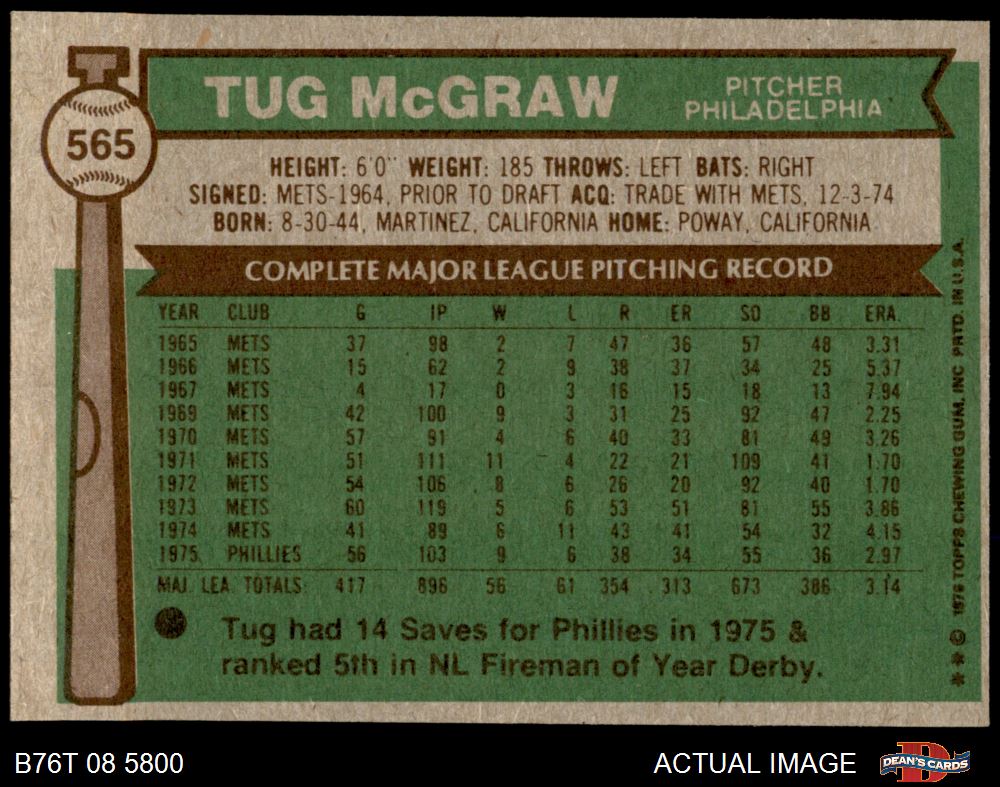 565
TUG McGRAW
PITCHER
PHILADELPHIA
HEIGHT: 6'0" WEIGHT: 185 THROWS: LEFT BATS: RIGHT
SIGNED: METS-1964, PRIOR TO DRAFT ACQ: TRADE WITH METS, 12-3-74
BORN: 8-30-44, MARTINEZ, CALIFORNIA HOME: POWAY, CALIFORNIA
COMPLETE MAJOR LEAGUE PITCHING RECORD
YEAR CLUB G IP W L R ER SO BB ERA
1965 METS 37 98 2 7 47 36 57 48 3.31
1966 METS 15 62 2 9 38 37 34 25 5.37
1967 METS 4 17 0 3 16 15 18 13 7.94
1969 METS 42 100 9 3 31 25 92 47 2.25
1970 METS 57 91 4 6 40 33 81 49 3.26
1971 METS 51 111 11 4 22 21 109 41 1.70
1972 METS 54 106 8 6 26 20 92 40 1.70
1973 METS 60 119 5 6 53 51 81 55 3.86
1974 METS 41 89 6 11 43 41 54 32 4.15
1975 PHILLIES 56 103 9 6 38 34 55 36 2.97
MAJ. LEA. TOTALS: 417 896 56 61 354 313 673 386 3.14
Tug had 14 Saves for Phillies in 1975 &
ranked 5th in NL Fireman of Year Derby.
* * © 1976 TOPPS CHEWING GUM, INC PRTD. IN U.S.A.
B76T 08 5800
ACTUAL IMAGE
DEAN'S CARDS